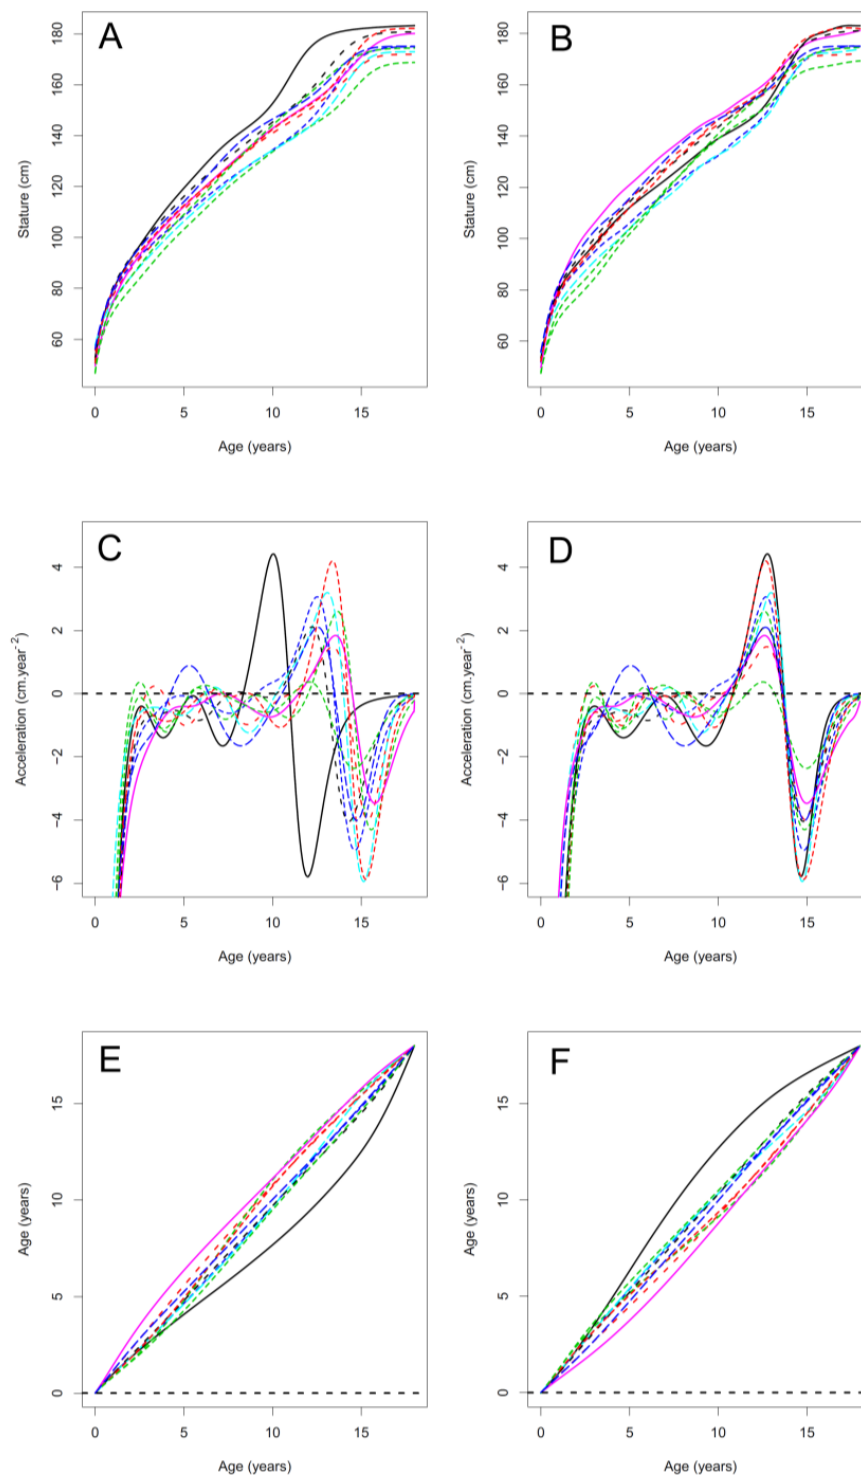 A
B
Stature (cm)
180
160
140
120
100
80
60
0 5 10 15
Age (years)
Stature (cm)
180
160
140
120
100
80
60
0 5 10 15
Age (years)
C
D
Acceleration (cm.year⁻²)
4
2
0
−2
−4
−6
0 5 10 15
Age (years)
Acceleration (cm.year⁻²)
4
2
0
−2
−4
−6
0 5 10 15
Age (years)
E
F
Age (years)
15
10
5
0
0 5 10 15
Age (years)
Age (years)
15
10
5
0
0 5 10 15
Age (years)